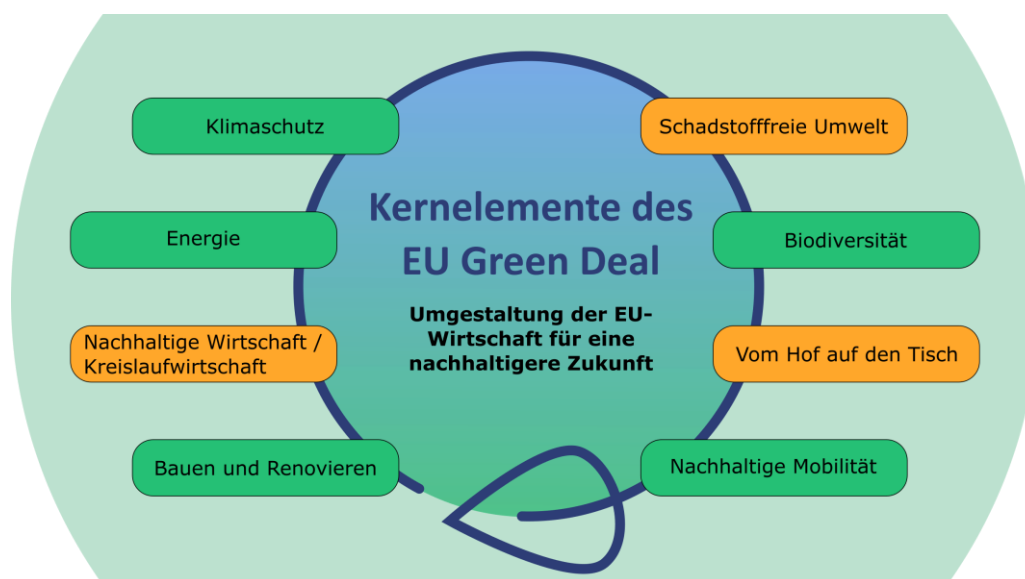 Klimaschutz
Schadstofffreie Umwelt
Kernelemente des
EU Green Deal
Energie
Biodiversität
Umgestaltung der EU-
Wirtschaft für eine
nachhaltigere Zukunft
Nachhaltige Wirtschaft /
Kreislaufwirtschaft
Vom Hof auf den Tisch
Bauen und Renovieren
Nachhaltige Mobilität